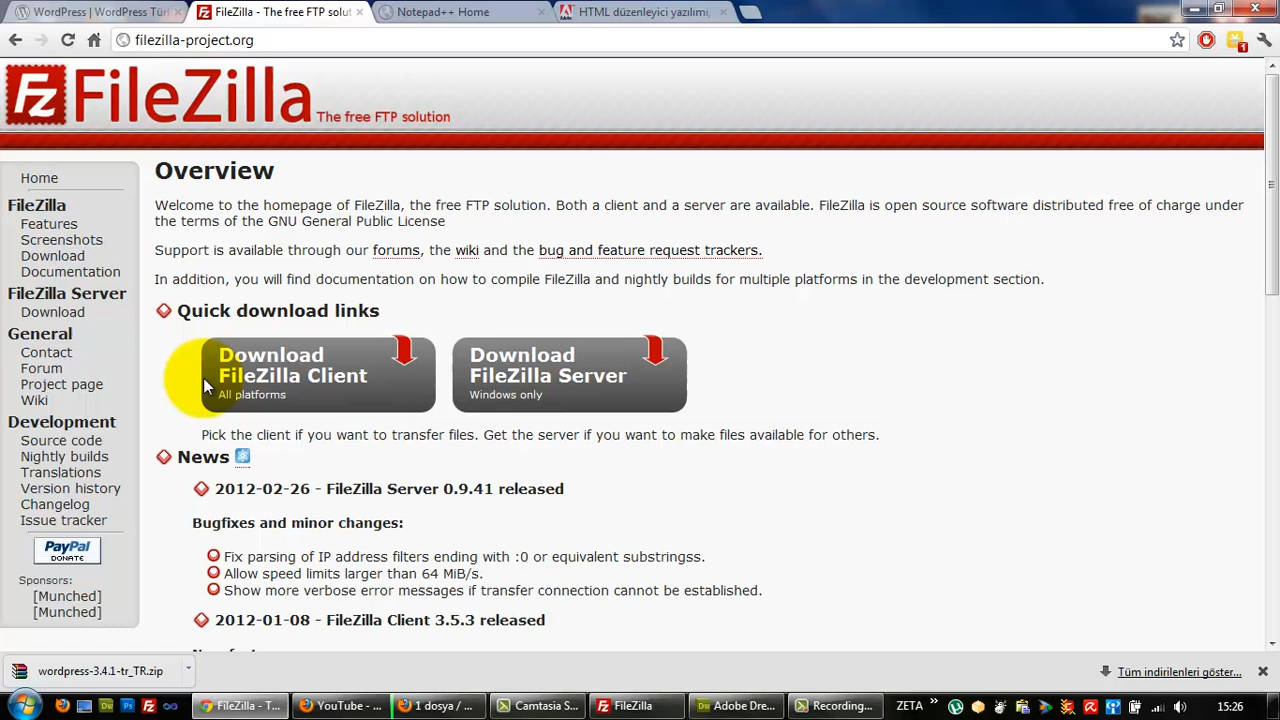 WordPress | WordPress Tür
FileZilla - The free FTP solut
Notepad++ Home
HTML düzenleyici yazılımı,
filezilla-project.org
1
Fz FileZilla The free FTP solution
Home
FileZilla
Features
Screenshots
Download
Documentation
FileZilla Server
Download
General
Contact
Forum
Project page
Wiki
Development
Source code
Nightly builds
Translations
Version history
Changelog
Issue tracker
PayPal
DONATE
Sponsors:
[Munched]
[Munched]
Overview
Welcome to the homepage of FileZilla, the free FTP solution. Both a client and a server are available. FileZilla is open source software distributed free of charge under
the terms of the GNU General Public License
Support is available through our forums, the wiki and the bug and feature request trackers.
In addition, you will find documentation on how to compile FileZilla and nightly builds for multiple platforms in the development section.
Quick download links
Download
FileZilla Client
All platforms
Download
FileZilla Server
Windows only
Pick the client if you want to transfer files. Get the server if you want to make files available for others.
News
2012-02-26 - FileZilla Server 0.9.41 released
Bugfixes and minor changes:
Fix parsing of IP address filters ending with :0 or equivalent substringss.
Allow speed limits larger than 64 MiB/s.
Show more verbose error messages if transfer connection cannot be established.
2012-01-08 - FileZilla Client 3.5.3 released
wordpress-3.4.1-tr_TR.zip
Tüm indirilenleri göster...
Dw Ps Fz
FileZilla - T...
YouTube - ...
1 dosya / ...
Camtasia S...
FileZilla
Adobe Dre...
Recording...
ZETA
15:26